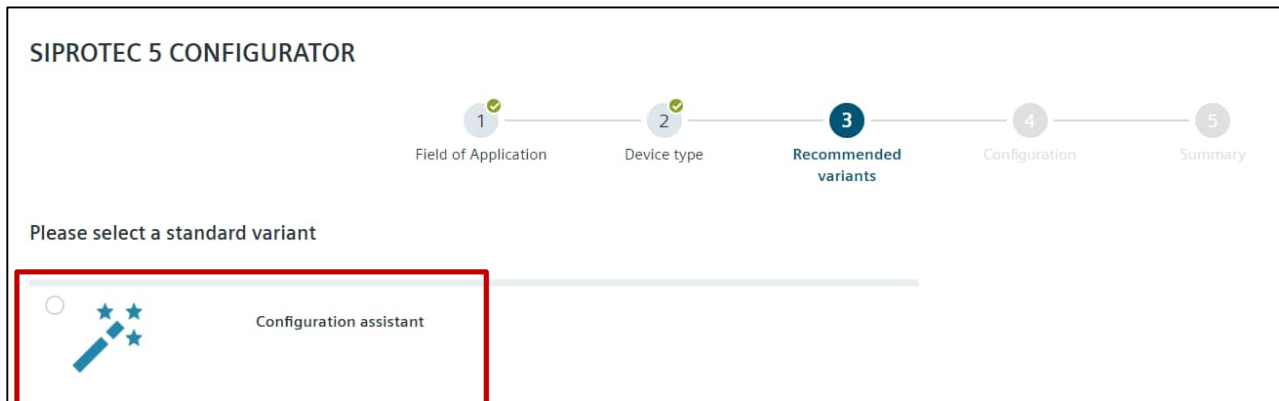 SIPROTEC 5 CONFIGURATOR
1 2 3 4 5
Field of Application Device type Recommended variants Configuration Summary
Please select a standard variant
Configuration assistant